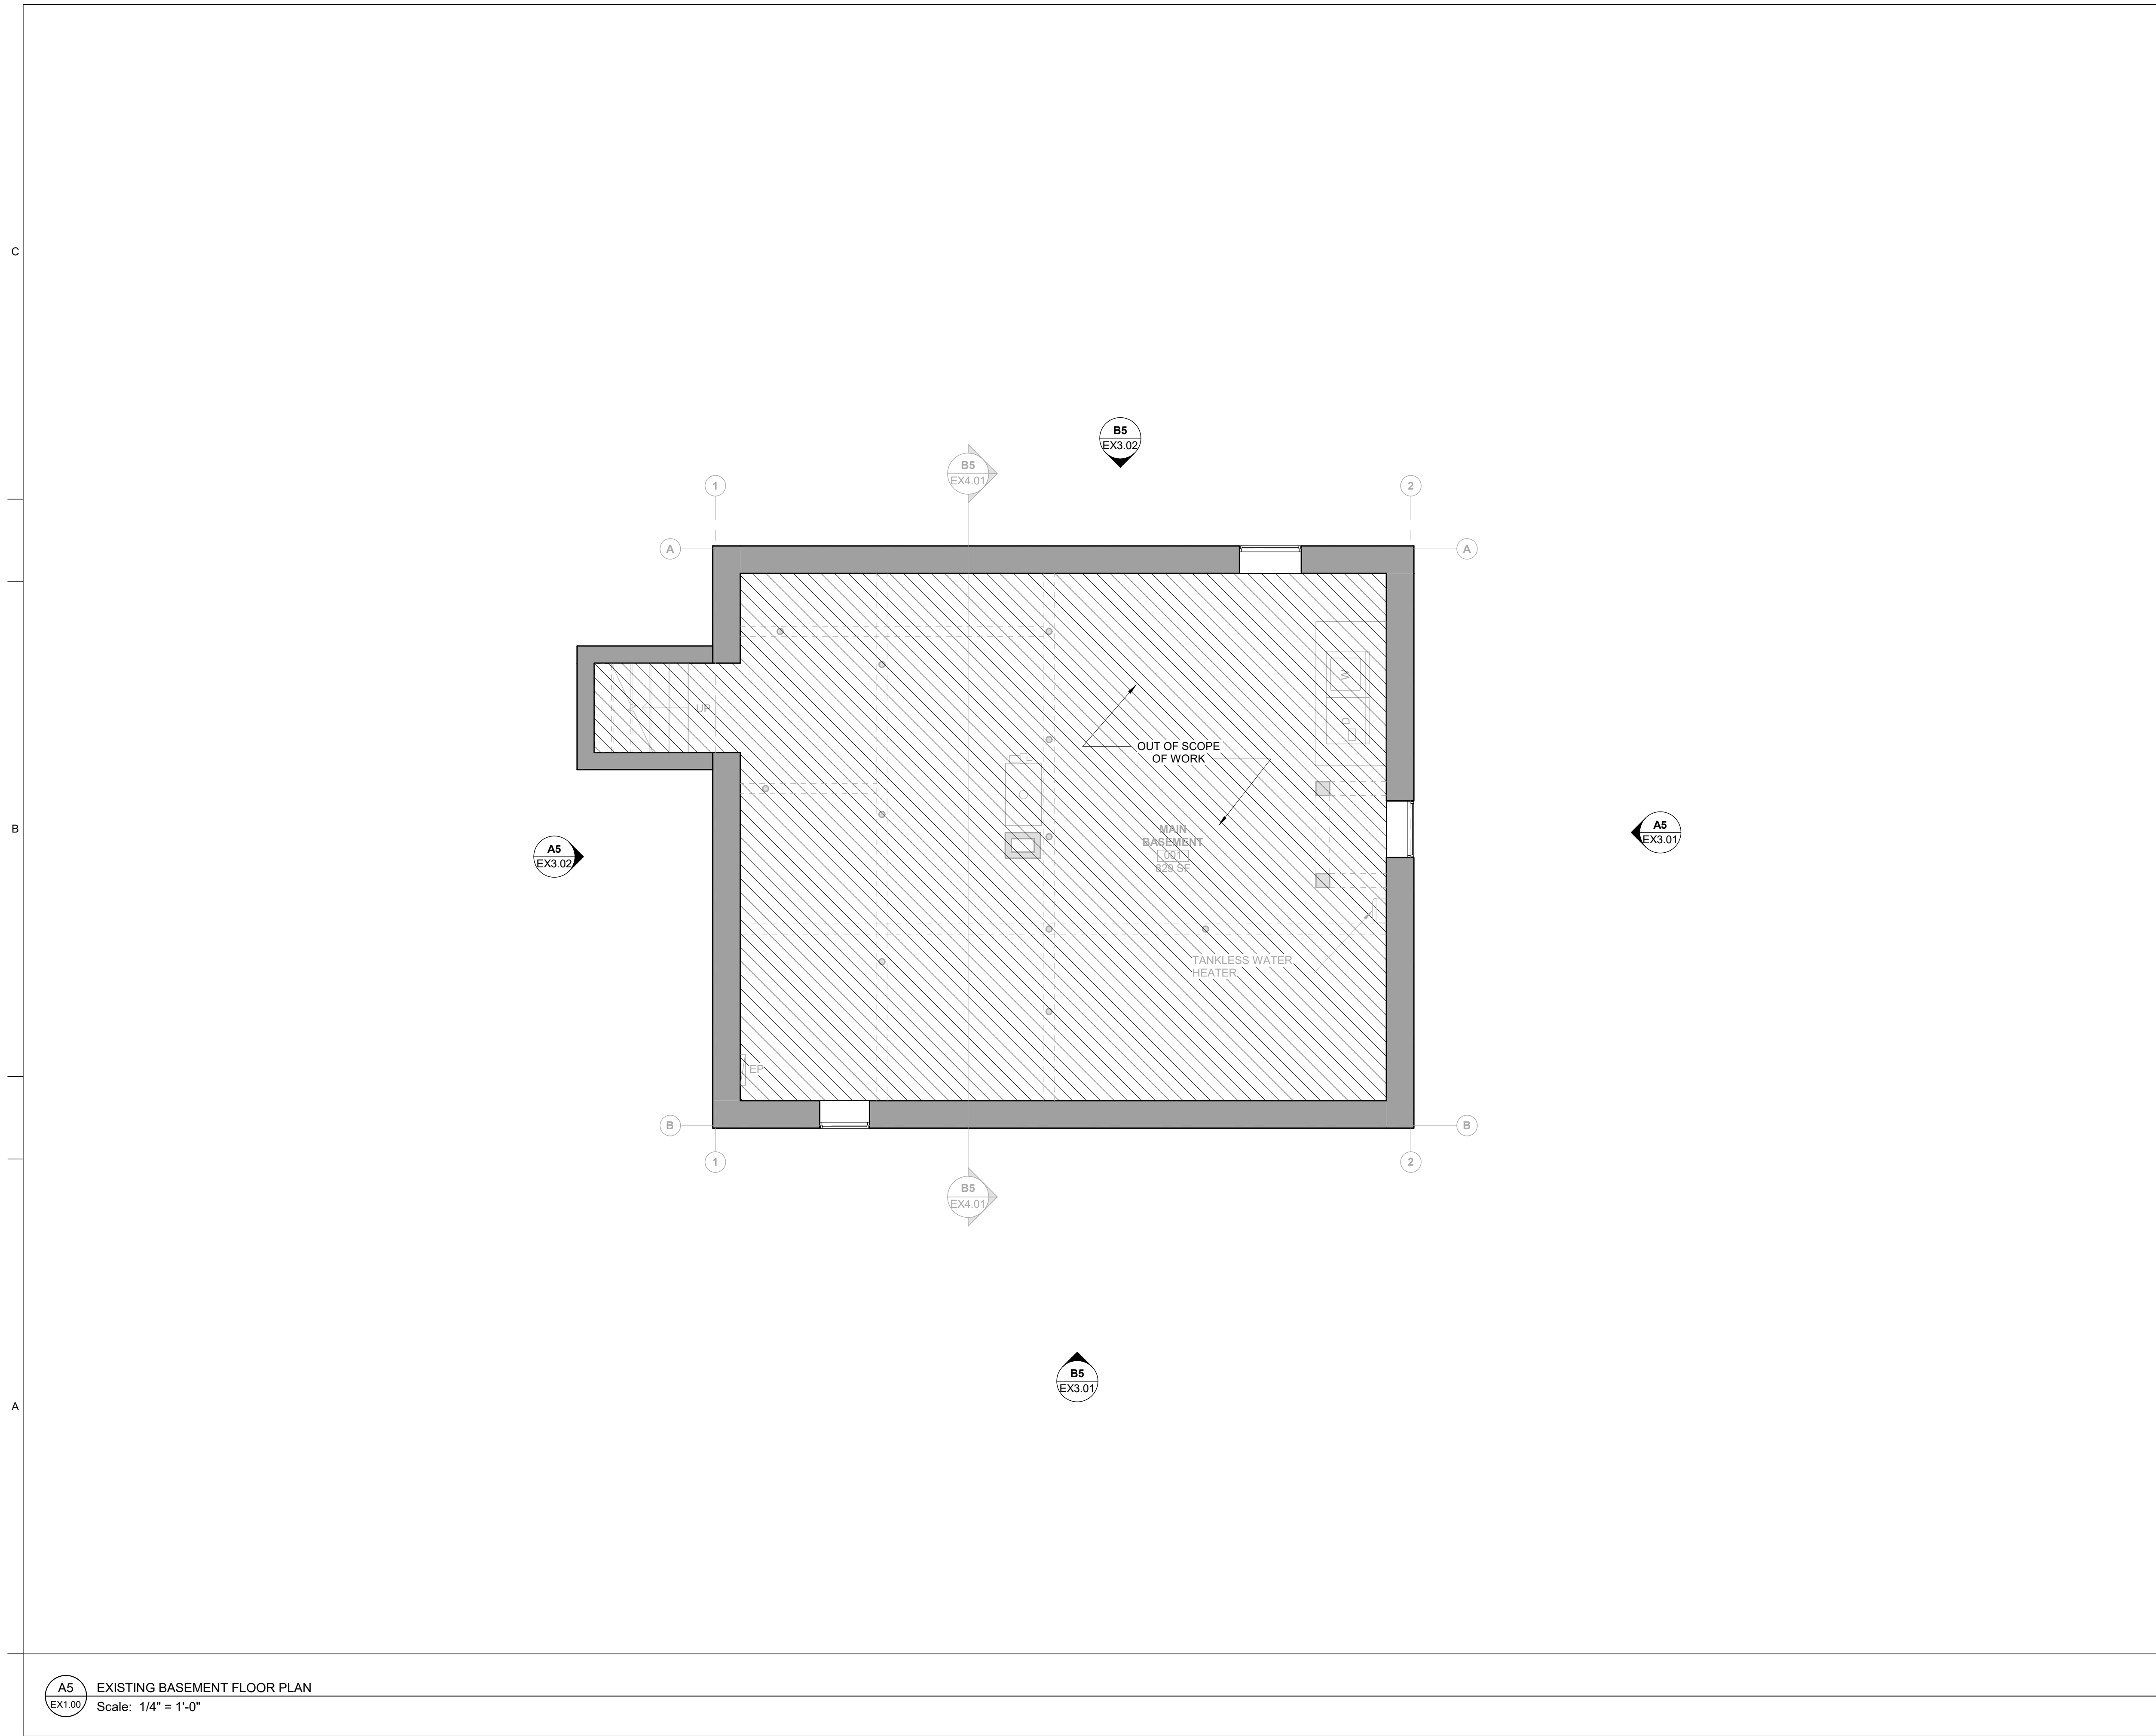 C
B5
EX3.02
B5
EX4.01
1
2
A
A
W
UP
D
OUT OF SCOPE
OF WORK
B
MAIN
BASEMENT
001
829 SF
A5
EX3.01
A5
EX3.02
TANKLESS WATER
HEATER
EP
B
B
1
2
B5
EX4.01
B5
EX3.01
A
A5
EX1.00
EXISTING BASEMENT FLOOR PLAN
Scale: 1/4" = 1'-0"